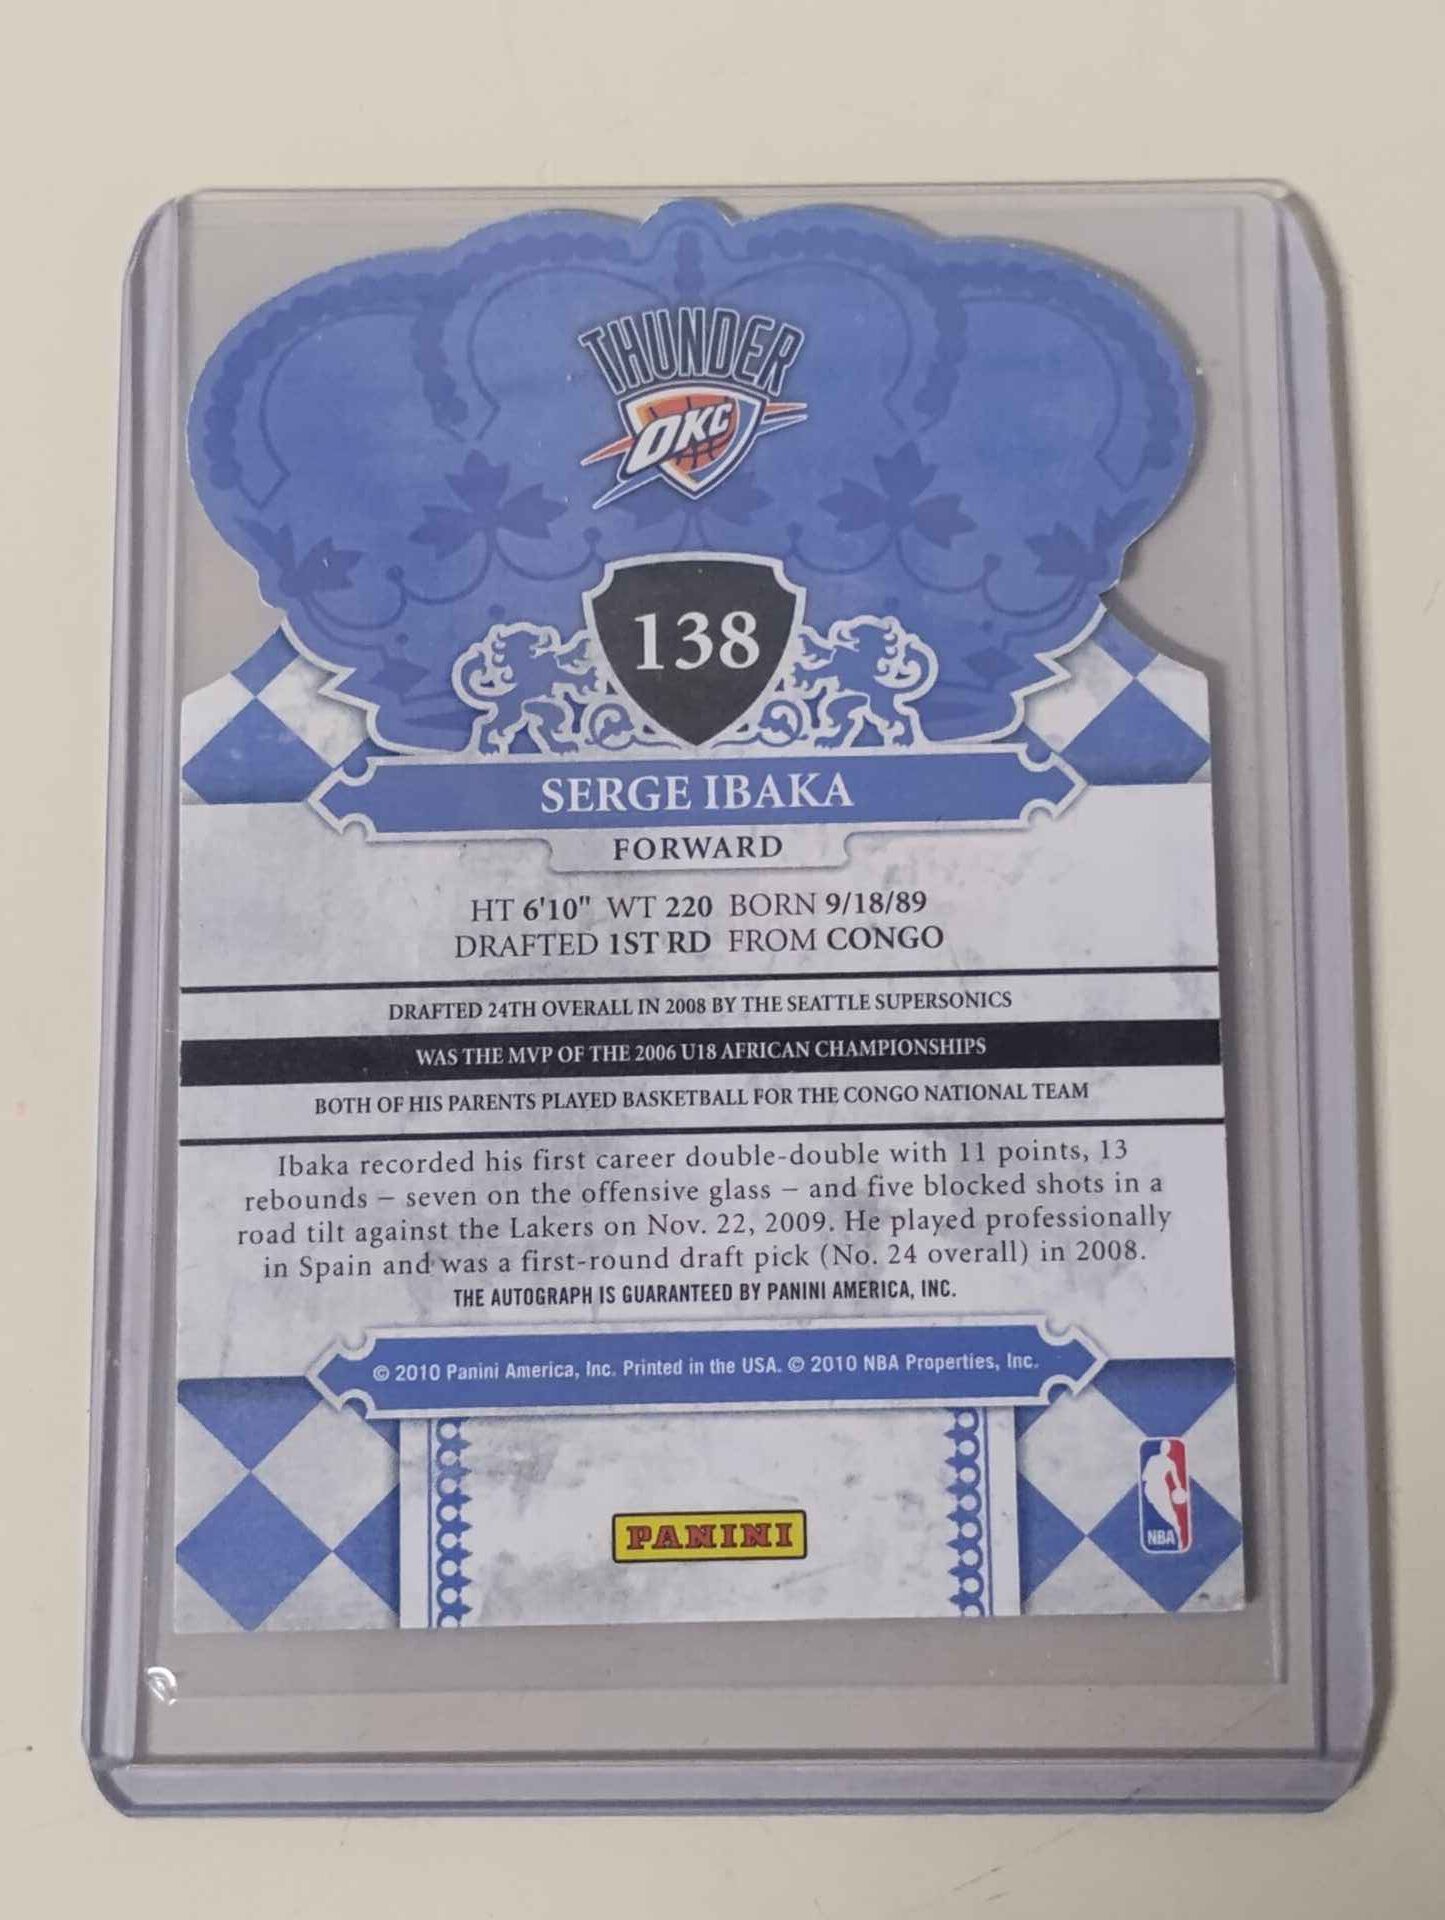 THUNDER
OKC
138
SERGE IBAKA
FORWARD
HT 6'10" WT 220 BORN 9/18/89
DRAFTED 1ST RD FROM CONGO
DRAFTED 24TH OVERALL IN 2008 BY THE SEATTLE SUPERSONICS
WAS THE MVP OF THE 2006 U18 AFRICAN CHAMPIONSHIPS
BOTH OF HIS PARENTS PLAYED BASKETBALL FOR THE CONGO NATIONAL TEAM
Ibaka recorded his first career double-double with 11 points, 13
rebounds – seven on the offensive glass – and five blocked shots in a
road tilt against the Lakers on Nov. 22, 2009. He played professionally
in Spain and was a first-round draft pick (No. 24 overall) in 2008.
THE AUTOGRAPH IS GUARANTEED BY PANINI AMERICA, INC.
© 2010 Panini America, Inc. Printed in the USA. © 2010 NBA Properties, Inc.
PANINI
NBA